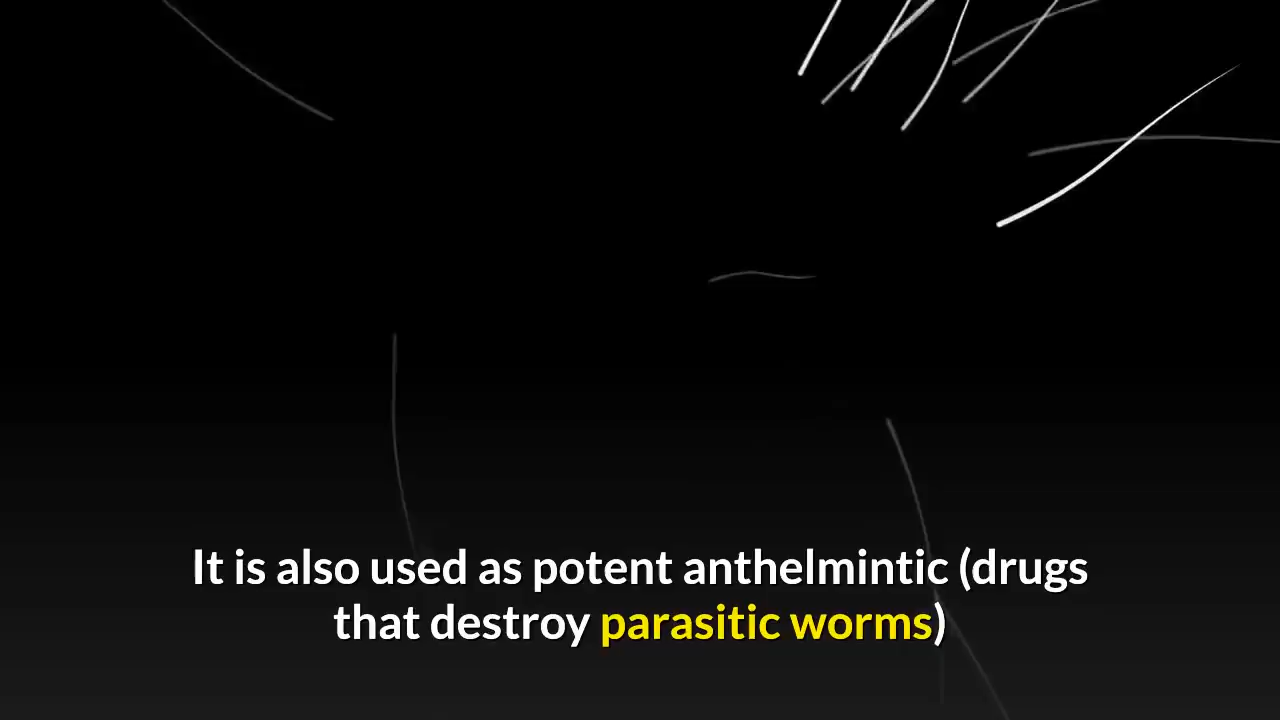 It is also used as potent anthelmintic (drugs
that destroy parasitic worms)